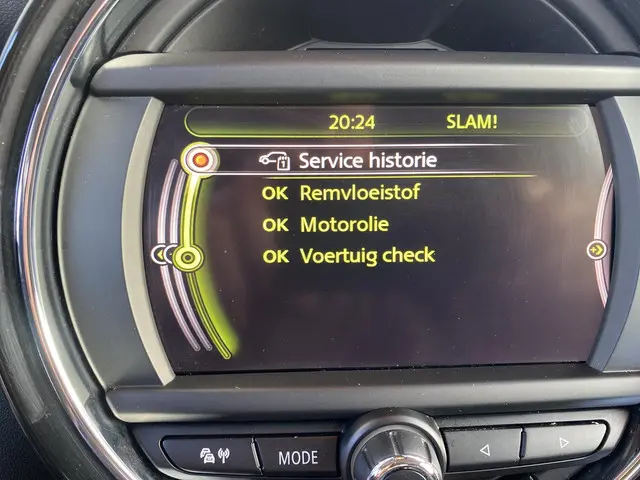 20:24 SLAM!
Service historie
OK Remvloeistof
OK Motorolie
OK Voertuig check
MODE